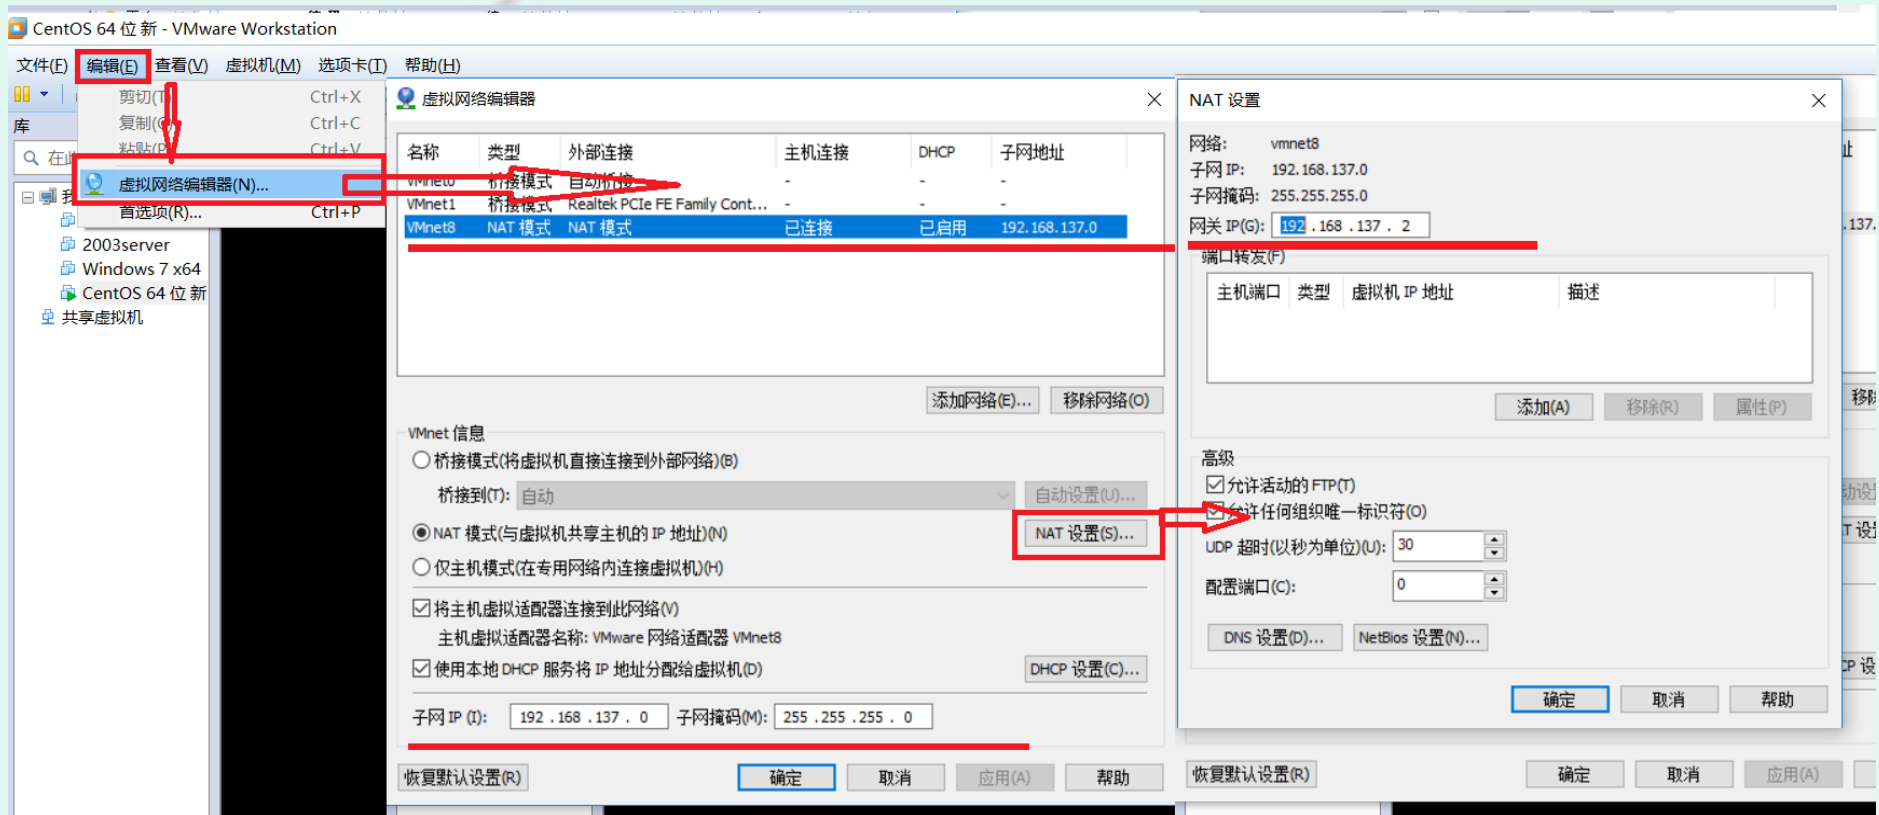 CentOS 64 位 新 - VMware Workstation
文件(F) 编辑(E) 查看(V) 虚拟机(M) 选项卡(T) 帮助(H)
剪切(T) Ctrl+X
复制(C) Ctrl+C
粘贴(P) Ctrl+V
虚拟网络编辑器(N)...
首选项(R)... Ctrl+P
库
在此
我
2003server
Windows 7 x64
CentOS 64 位 新
共享虚拟机
虚拟网络编辑器
名称 类型 外部连接 主机连接 DHCP 子网地址
VMnet0 桥接模式 自动桥接 - - -
VMnet1 桥接模式 Realtek PCIe FE Family Cont... - - -
VMnet8 NAT 模式 NAT 模式 已连接 已启用 192.168.137.0
添加网络(E)... 移除网络(O)
VMnet 信息
桥接模式(将虚拟机直接连接到外部网络)(B)
桥接到(T): 自动 自动设置(U)...
NAT 模式(与虚拟机共享主机的 IP 地址)(N) NAT 设置(S)...
仅主机模式(在专用网络内连接虚拟机)(H)
将主机虚拟适配器连接到此网络(V)
主机虚拟适配器名称: VMware 网络适配器 VMnet8
使用本地 DHCP 服务将 IP 地址分配给虚拟机(D) DHCP 设置(C)...
子网 IP (I): 192 . 168 . 137 . 0 子网掩码(M): 255 . 255 . 255 . 0
恢复默认设置(R) 确定 取消 应用(A) 帮助
NAT 设置
网络: vmnet8
子网 IP: 192.168.137.0
子网掩码: 255.255.255.0
网关 IP(G): 192 . 168 . 137 . 2
端口转发(F)
主机端口 类型 虚拟机 IP 地址 描述
添加(A) 移除(R) 属性(P)
高级
允许活动的 FTP(T)
允许任何组织唯一标识符(O)
UDP 超时(以秒为单位)(U): 30
配置端口(C): 0
DNS 设置(D)... NetBios 设置(N)...
确定 取消 帮助
恢复默认设置(R) 确定 取消 应用(A)
址
.137.
移除
动设
T 设
CP 设